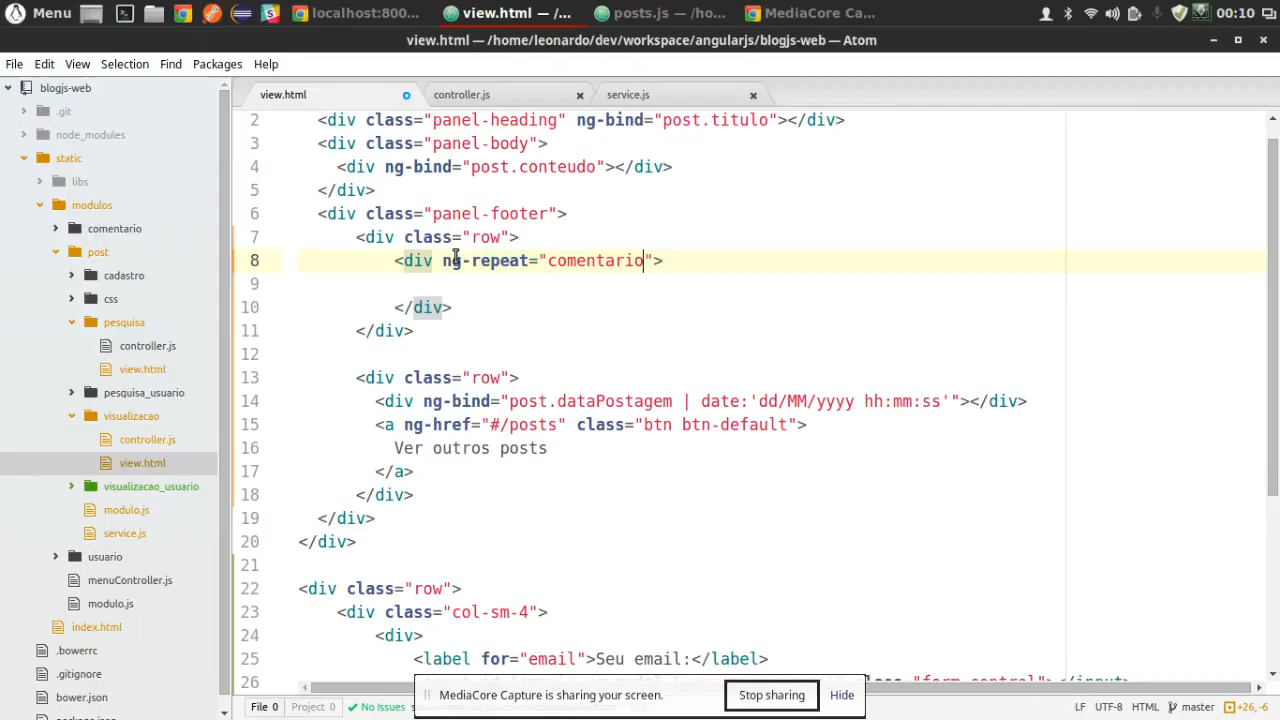 Menu
localhost:800...
view.html — /...
posts.js — /ho...
MediaCore Ca...
00:10
view.html — /home/leonardo/dev/workspace/angularjs/blogjs-web — Atom
File Edit View Selection Find Packages Help
blogjs-web
.git
node_modules
static
libs
modulos
comentario
post
cadastro
css
pesquisa
controller.js
view.html
pesquisa_usuario
visualizacao
controller.js
view.html
visualizacao_usuario
modulo.js
service.js
usuario
menuController.js
modulo.js
index.html
.bowerrc
.gitignore
bower.json
view.html
controller.js
service.js
2 <div class="panel-heading" ng-bind="post.titulo"></div>
3 <div class="panel-body">
4 <div ng-bind="post.conteudo"></div>
5 </div>
6 <div class="panel-footer">
7 <div class="row">
8 <div ng-repeat="comentario">
9
10 </div>
11 </div>
12
13 <div class="row">
14 <div ng-bind="post.dataPostagem | date:'dd/MM/yyyy hh:mm:ss'"></div>
15 <a ng-href="#/posts" class="btn btn-default">
16 Ver outros posts
17 </a>
18 </div>
19 </div>
20 </div>
21
22 <div class="row">
23 <div class="col-sm-4">
24 <div>
25 <label for="email">Seu email:</label>
26
MediaCore Capture is sharing your screen.
Stop sharing
Hide
File 0 Project 0 No Issues
LF UTF-8 HTML master +26, -6